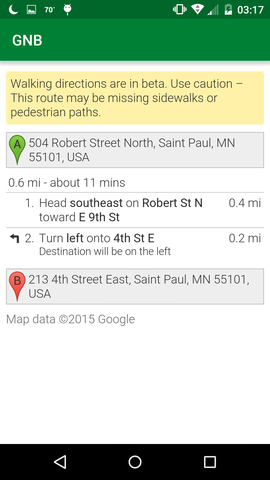 70°
03:17
GNB
Walking directions are in beta. Use caution –
This route may be missing sidewalks or
pedestrian paths.
A
504 Robert Street North, Saint Paul, MN
55101, USA
0.6 mi - about 11 mins
1. Head southeast on Robert St N 0.4 mi
toward E 9th St
2. Turn left onto 4th St E 0.2 mi
Destination will be on the left
B
213 4th Street East, Saint Paul, MN 55101,
USA
Map data ©2015 Google